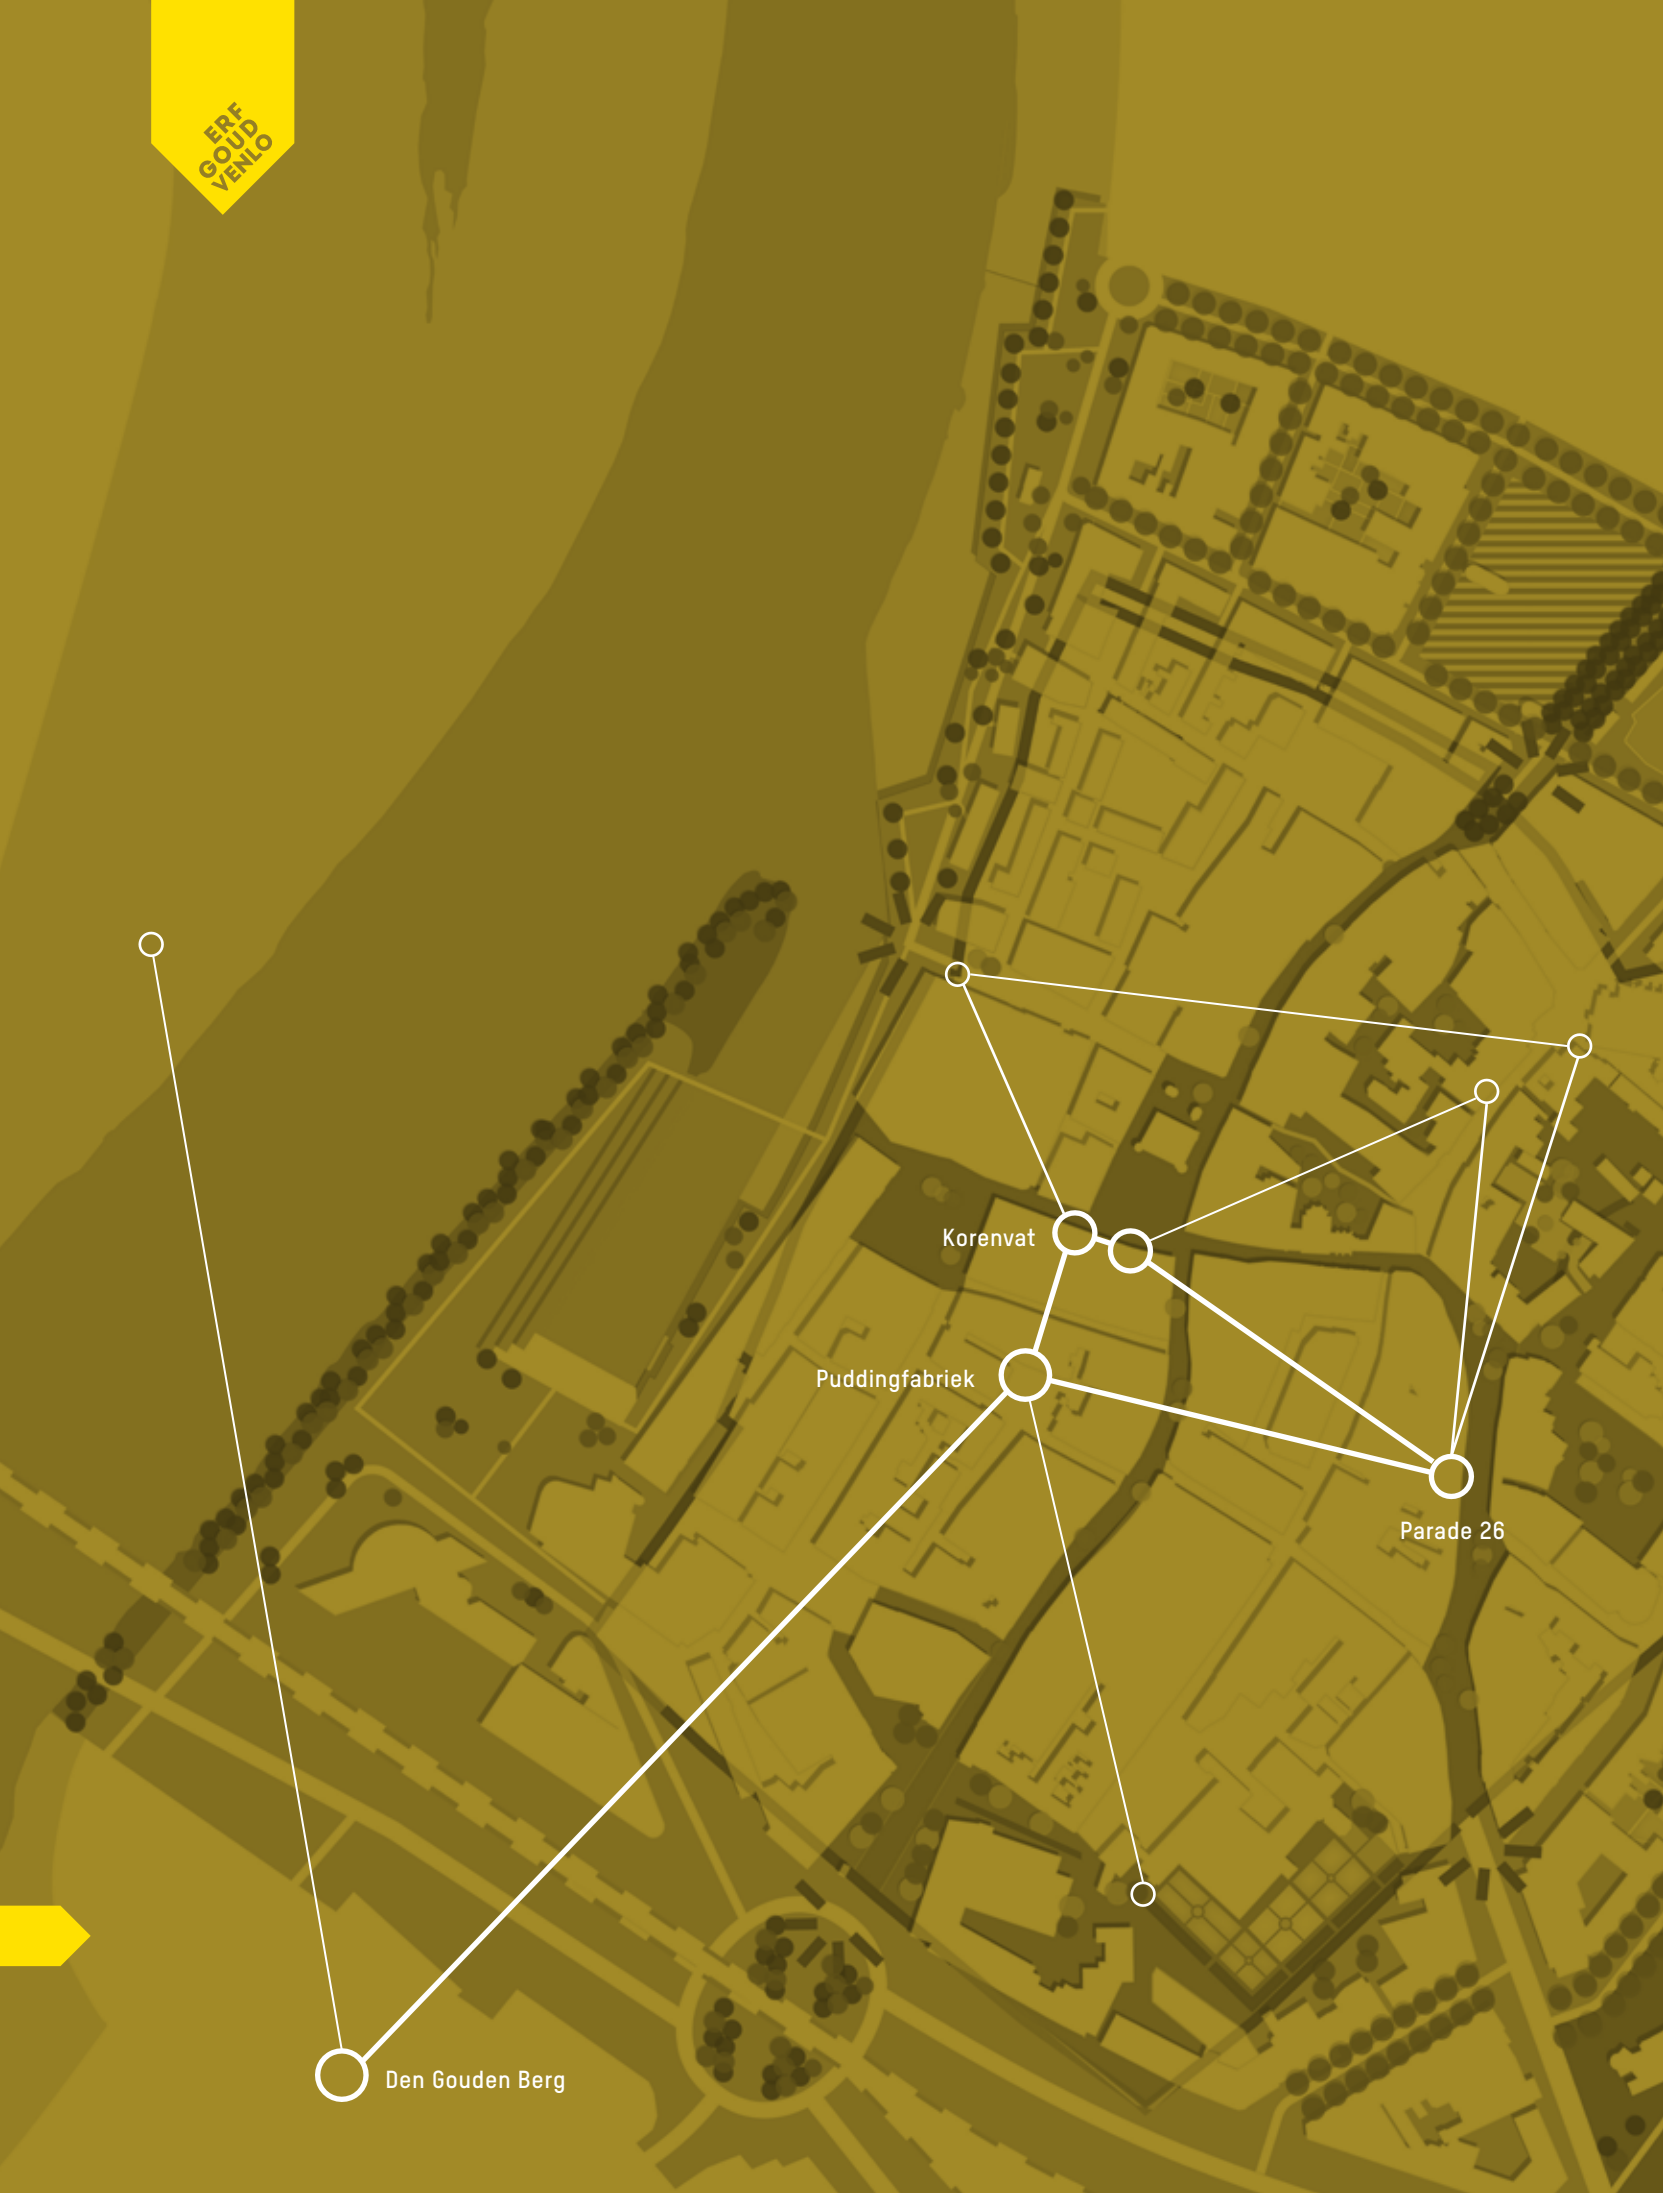 ERF
GOUD
VENLO
Korenvat
Puddingfabriek
Parade 26
Den Gouden Berg